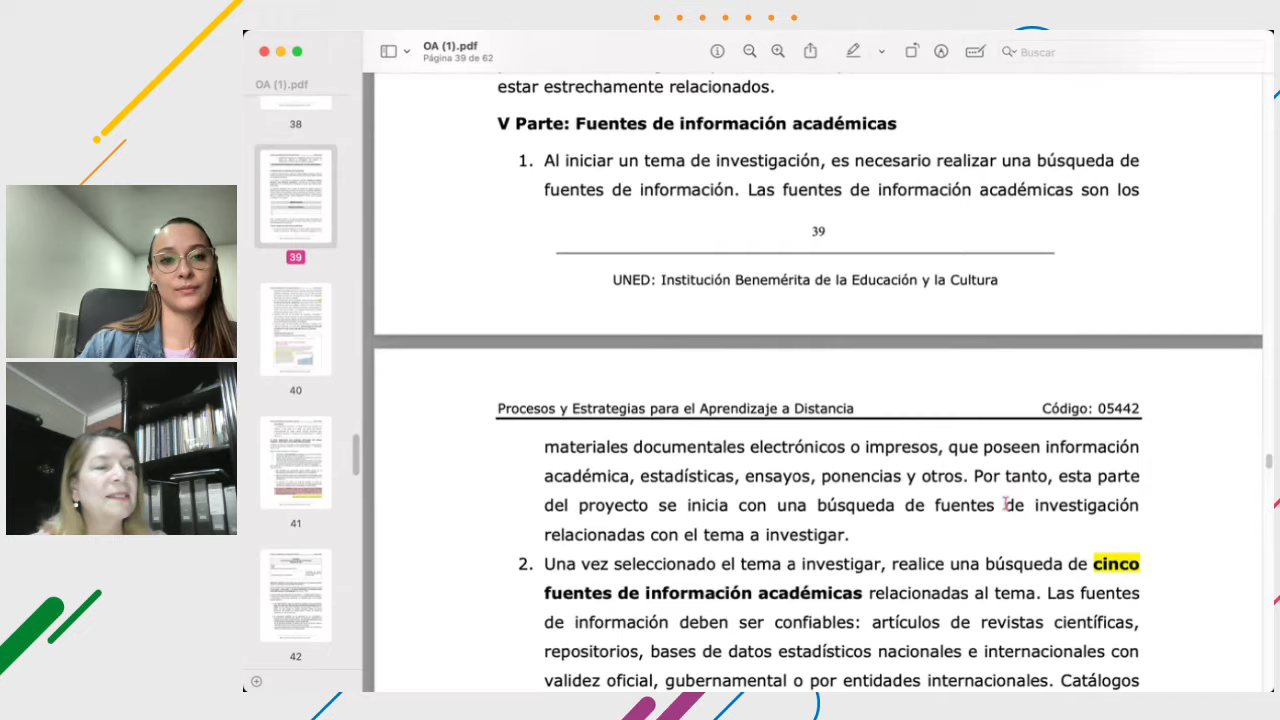 OA (1).pdf
Página 39 de 62
Buscar
OA (1).pdf
38
39
40
41
42
estar estrechamente relacionados.
V Parte: Fuentes de información académicas
1. Al iniciar un tema de investigación, es necesario realizar una búsqueda de
fuentes de información. Las fuentes de información académicas son los
39
UNED: Institución Benemérita de la Educación y la Cultura
Procesos y Estrategias para el Aprendizaje a Distancia Código: 05442
materiales documentales electrónicos o impresos, que poseen información
académica, estadísticas, ensayos, ponencias y otros. Por tanto, esta parte
del proyecto se inicia con una búsqueda de fuentes de investigación
relacionadas con el tema a investigar.
2. Una vez seleccionado el tema a investigar, realice una búsqueda de cinco
fuentes de información académicas relacionadas al tema. Las fuentes
de información deben ser confiables: artículos de revistas científicas,
repositorios, bases de datos estadísticos nacionales e internacionales con
validez oficial, gubernamental o por entidades internacionales. Catálogos